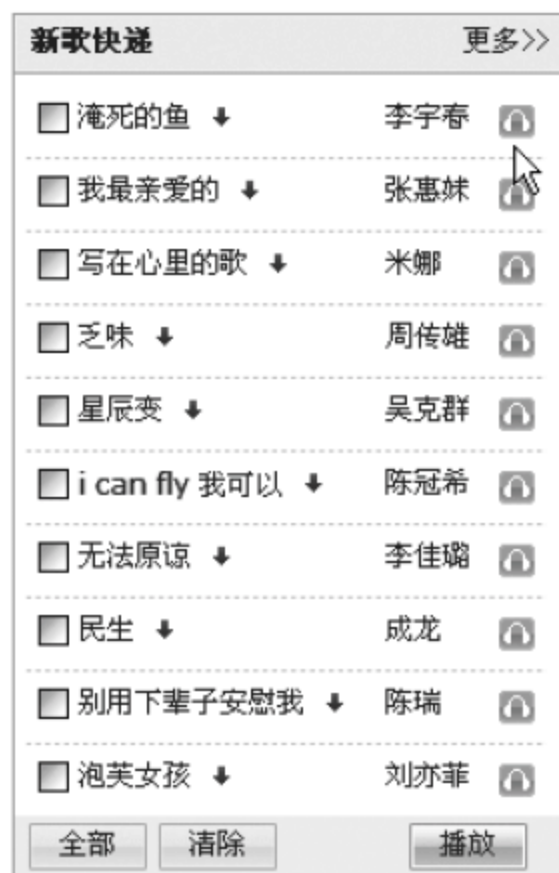 新歌快递 更多>>
淹死的鱼 李宇春
我最亲爱的 张惠妹
写在心里的歌 米娜
乏味 周传雄
星辰变 吴克群
i can fly 我可以 陈冠希
无法原谅 李佳璐
民生 成龙
别用下辈子安慰我 陈瑞
泡芙女孩 刘亦菲
全部 清除 播放